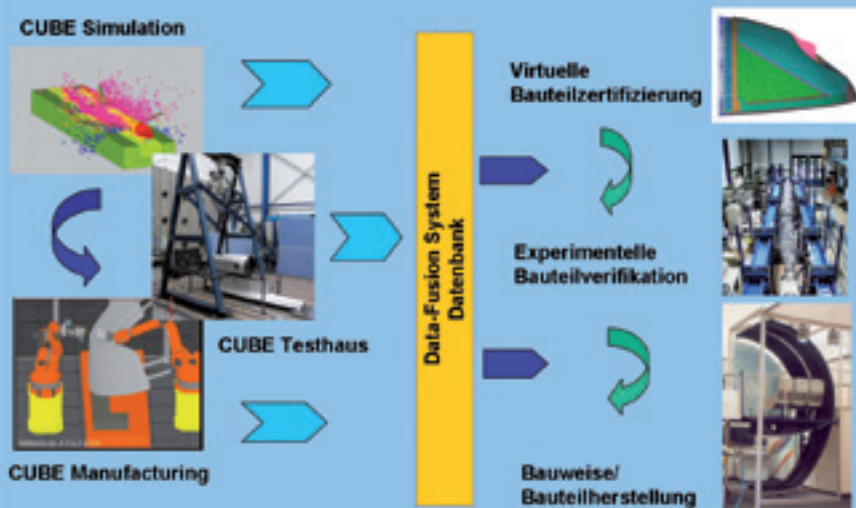 CUBE Simulation
Virtuelle
Bauteilzertifizierung
Data-Fusion System
Datenbank
Experimentelle
Bauteilverifikation
CUBE Testhaus
CUBE Manufacturing
Bauweise/
Bauteilherstellung